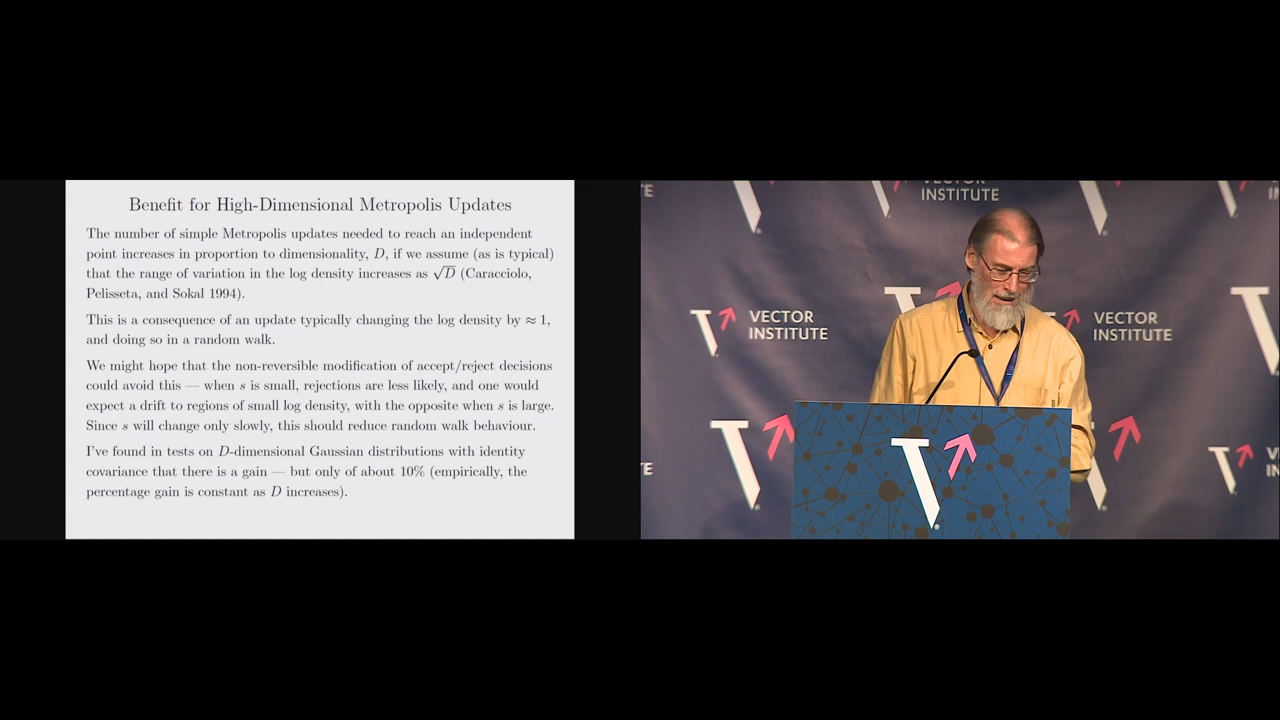 Benefit for High-Dimensional Metropolis Updates
The number of simple Metropolis updates needed to reach an independent
point increases in proportion to dimensionality, D, if we assume (as is typical)
that the range of variation in the log density increases as √D (Caracciolo,
Pelisseta, and Sokal 1994).
This is a consequence of an update typically changing the log density by ≈ 1,
and doing so in a random walk.
We might hope that the non-reversible modification of accept/reject decisions
could avoid this — when s is small, rejections are less likely, and one would
expect a drift to regions of small log density, with the opposite when s is large.
Since s will change only slowly, this should reduce random walk behaviour.
I've found in tests on D-dimensional Gaussian distributions with identity
covariance that there is a gain — but only of about 10% (empirically, the
percentage gain is constant as D increases).
VECTOR
INSTITUTE
VECTOR
INSTITUTE
VECTOR
INSTITUTE